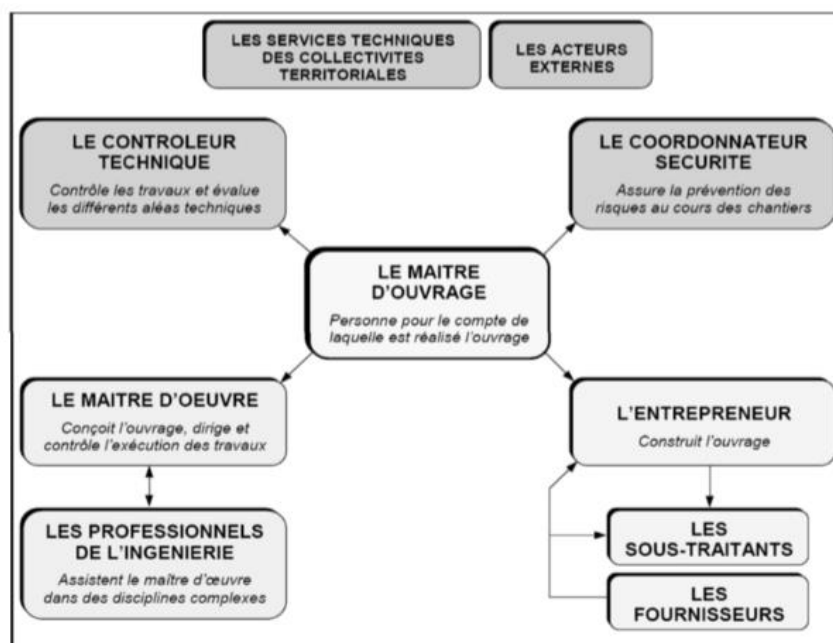 LES SERVICES TECHNIQUES
DES COLLECTIVITES
TERRITORIALES
LES ACTEURS
EXTERNES
LE CONTROLEUR
TECHNIQUE
Contrôle les travaux et évalue
les différents aléas techniques
LE COORDONNATEUR
SECURITE
Assure la prévention des
risques au cours des chantiers
LE MAITRE
D'OUVRAGE
Personne pour le compte de
laquelle est réalisé l'ouvrage
LE MAITRE D'OEUVRE
Conçoit l'ouvrage, dirige et
contrôle l'exécution des travaux
L'ENTREPRENEUR
Construit l'ouvrage
LES PROFESSIONNELS
DE L'INGENIERIE
Assistent le maître d'œuvre
dans des disciplines complexes
LES
SOUS-TRAITANTS
LES
FOURNISSEURS